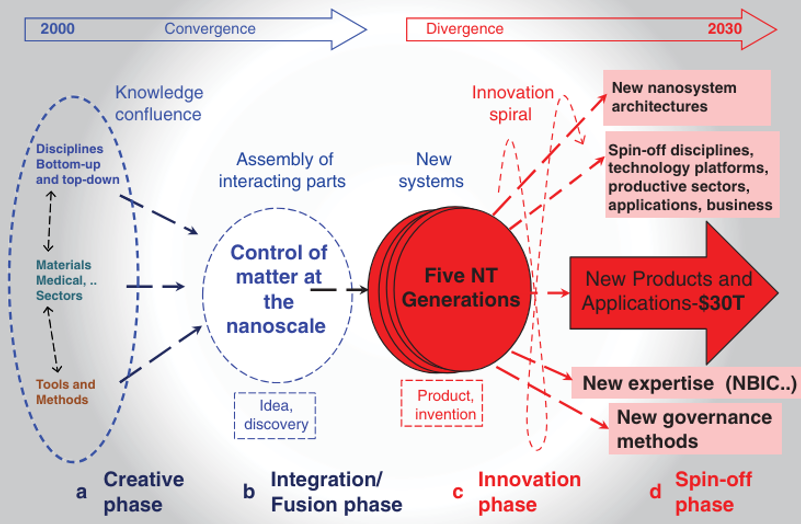 2000 Convergence
Divergence 2030
Knowledge
confluence
Disciplines
Bottom-up
and top-down
Materials
Medical, ..
Sectors
Tools and
Methods
Assembly of
interacting parts
Control of
matter at
the
nanoscale
Idea,
discovery
New
systems
Five NT
Generations
Product,
invention
Innovation
spiral
New nanosystem
architectures
Spin-off disciplines,
technology platforms,
productive sectors,
applications, business
New Products and
Applications-$30T
New expertise (NBIC..)
New governance
methods
a Creative
phase
b Integration/
Fusion phase
c Innovation
phase
d Spin-off
phase